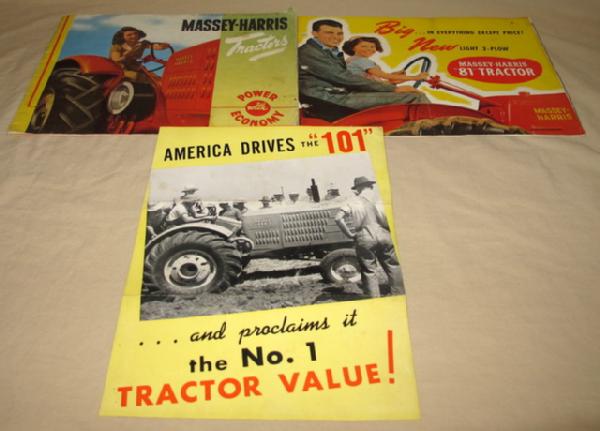 MASSEY-HARRIS
Tractors
POWER
ECONOMY
Big ...IN EVERYTHING EXCEPT PRICE!
New LIGHT 2-PLOW
MASSEY-HARRIS
"81 TRACTOR
MASSEY-
HARRIS
AMERICA DRIVES THE "101"
...and proclaims it
the No. 1
TRACTOR VALUE!